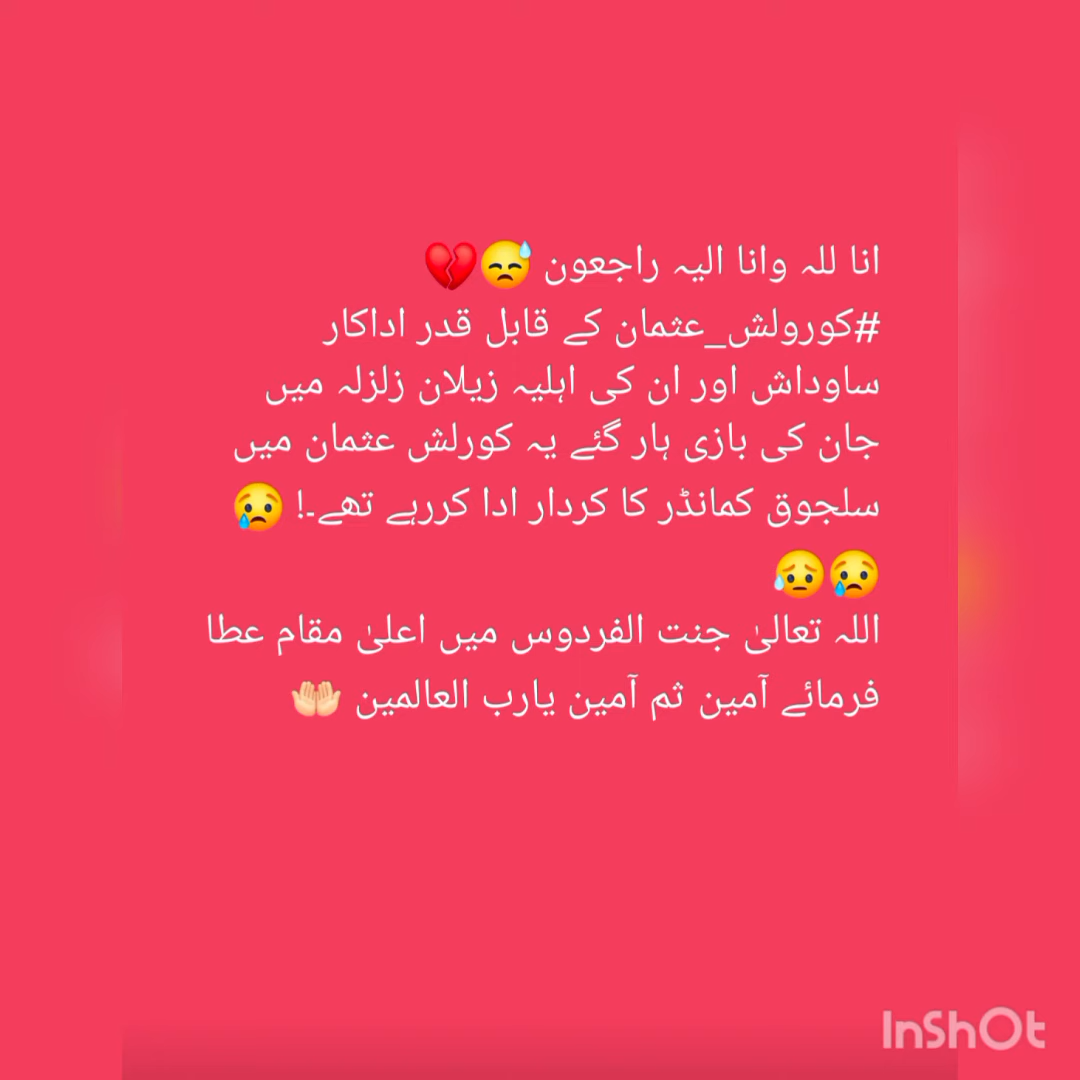 انا للہ وانا الیہ راجعون 😓💔
#کورولش_عثمان کے قابل قدر اداکار
ساوداش اور ان کی اہلیہ زیلان زلزلہ میں
جان کی بازی ہار گئے یہ کورلش عثمان میں
سلجوق کمانڈر کا کردار ادا کررہے تھے۔! 😢
😢😥
اللہ تعالیٰ جنت الفردوس میں اعلیٰ مقام عطا
فرمائے آمین ثم آمین یارب العالمین 🤲🏻
InShOt